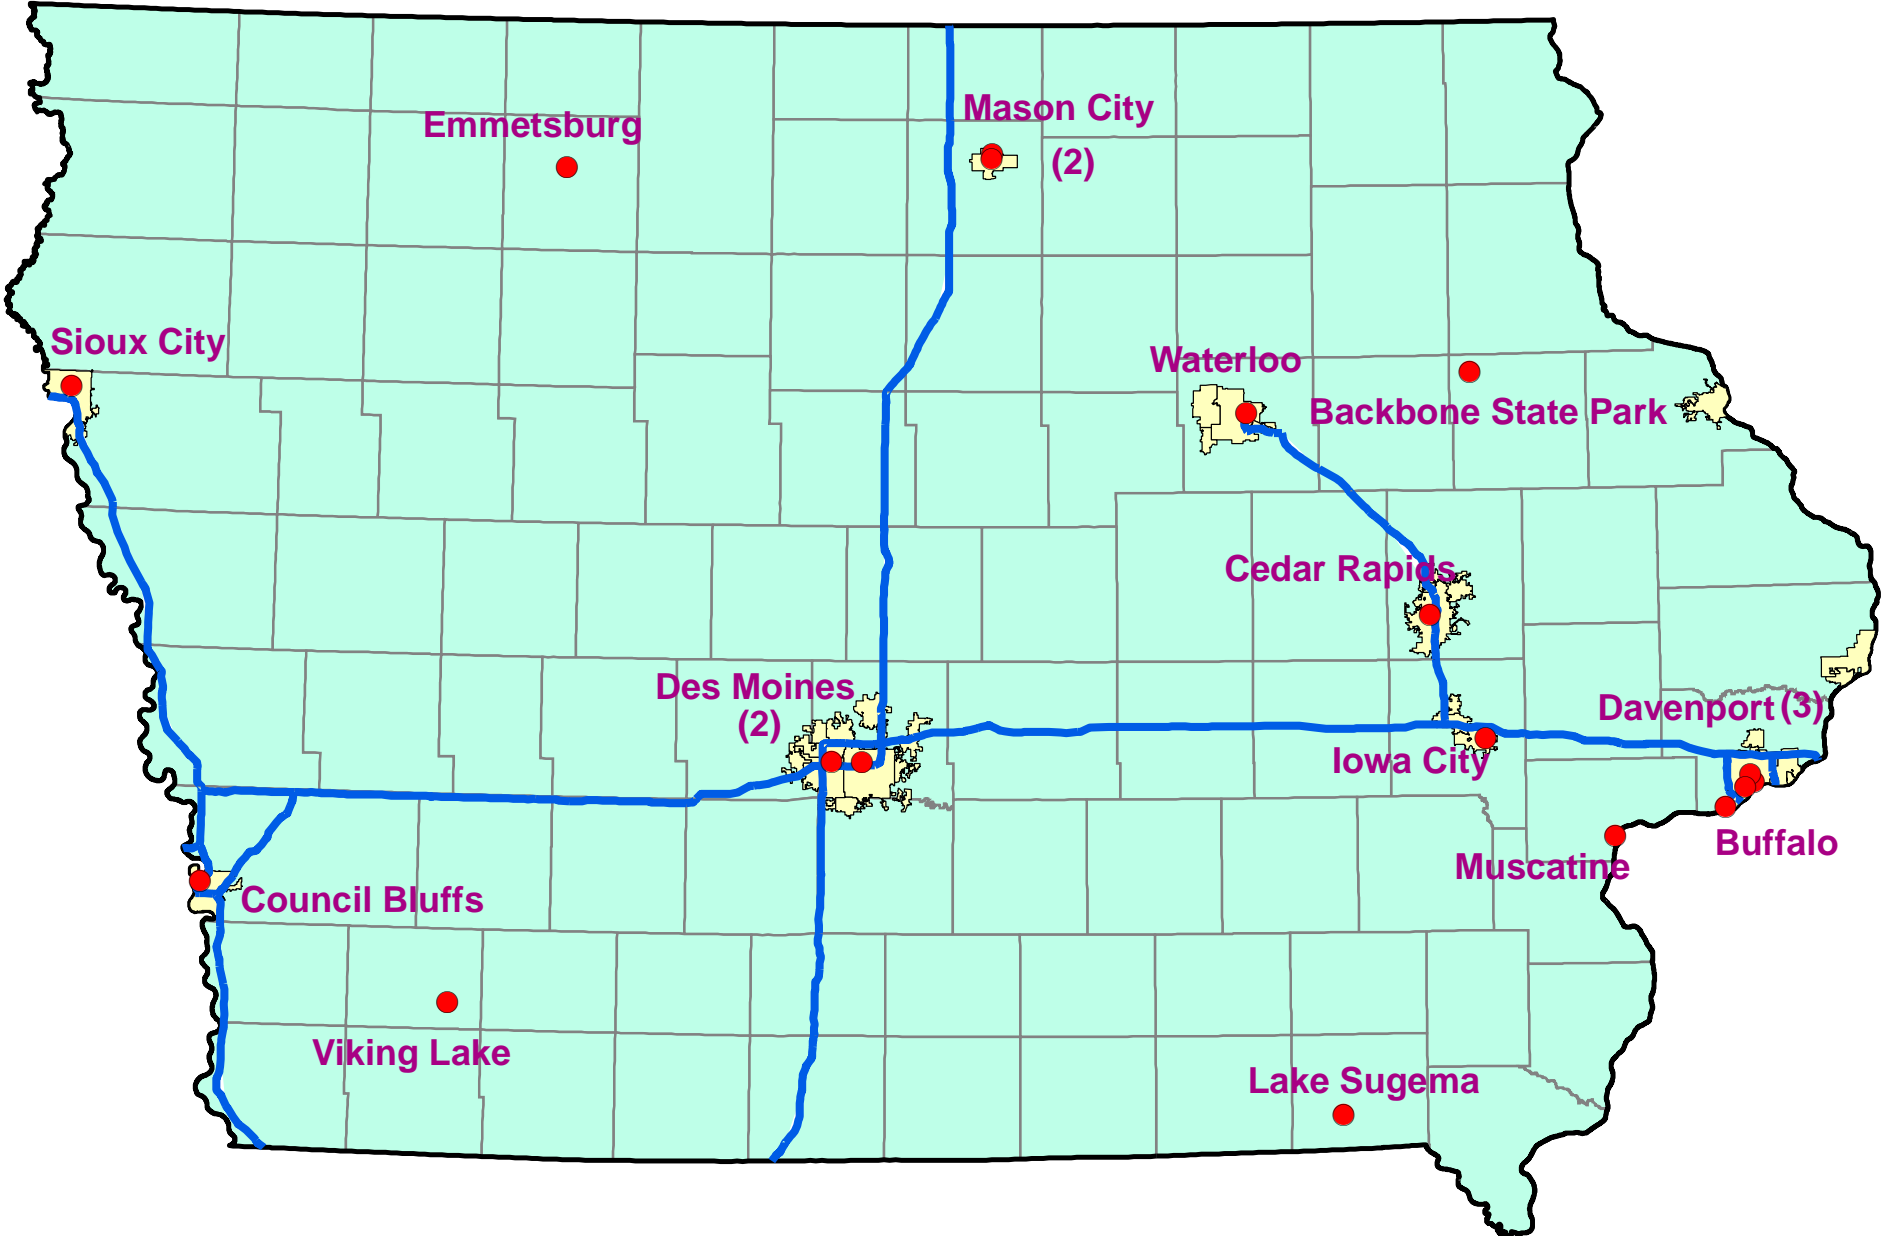 Mason City
(2)
Emmetsburg
Sioux City
Waterloo
Backbone State Park
Cedar Rapids
Des Moines
(2)
Davenport (3)
Iowa City
Buffalo
Muscatine
Council Bluffs
Viking Lake
Lake Sugema